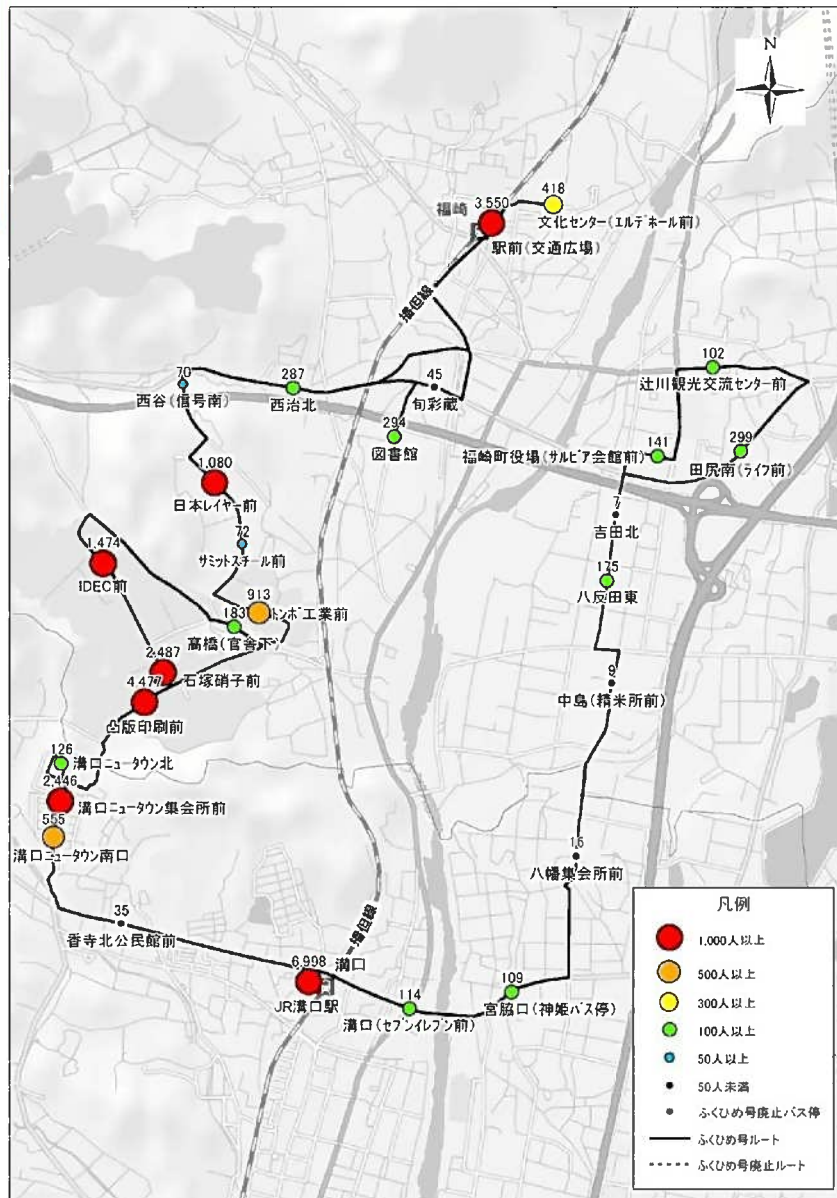 N
3,550
418
福崎
文化センター(エルデホール前)
駅前(交通広場)
播但線
70
287
45
102
西谷(信号南)
西治北
旬彩蔵
辻川観光交流センター前
294
図書館
福崎町役場(サルビア会館前)
141
299
田尻南(ライフ前)
1,080
日本レイヤー前
7
吉田北
72
サミットスチール前
175
八反田東
1,474
IDEC前
913
トンボ工業前
183
高橋(官舎下)
2,487
石塚硝子前
9
中島(精米所前)
4,477
凸版印刷前
126
溝口ニュータウン北
2,446
溝口ニュータウン集会所前
555
溝口ニュータウン南口
16
八幡集会所前
35
香寺北公民館前
播但線
6,998
溝口
JR溝口駅
114
溝口(セブンイレブン前)
109
宮脇口(神姫バス停)
凡例
1,000人以上
500人以上
300人以上
100人以上
50人以上
50人未満
ふくひめ号廃止バス停
ふくひめ号ルート
ふくひめ号廃止ルート